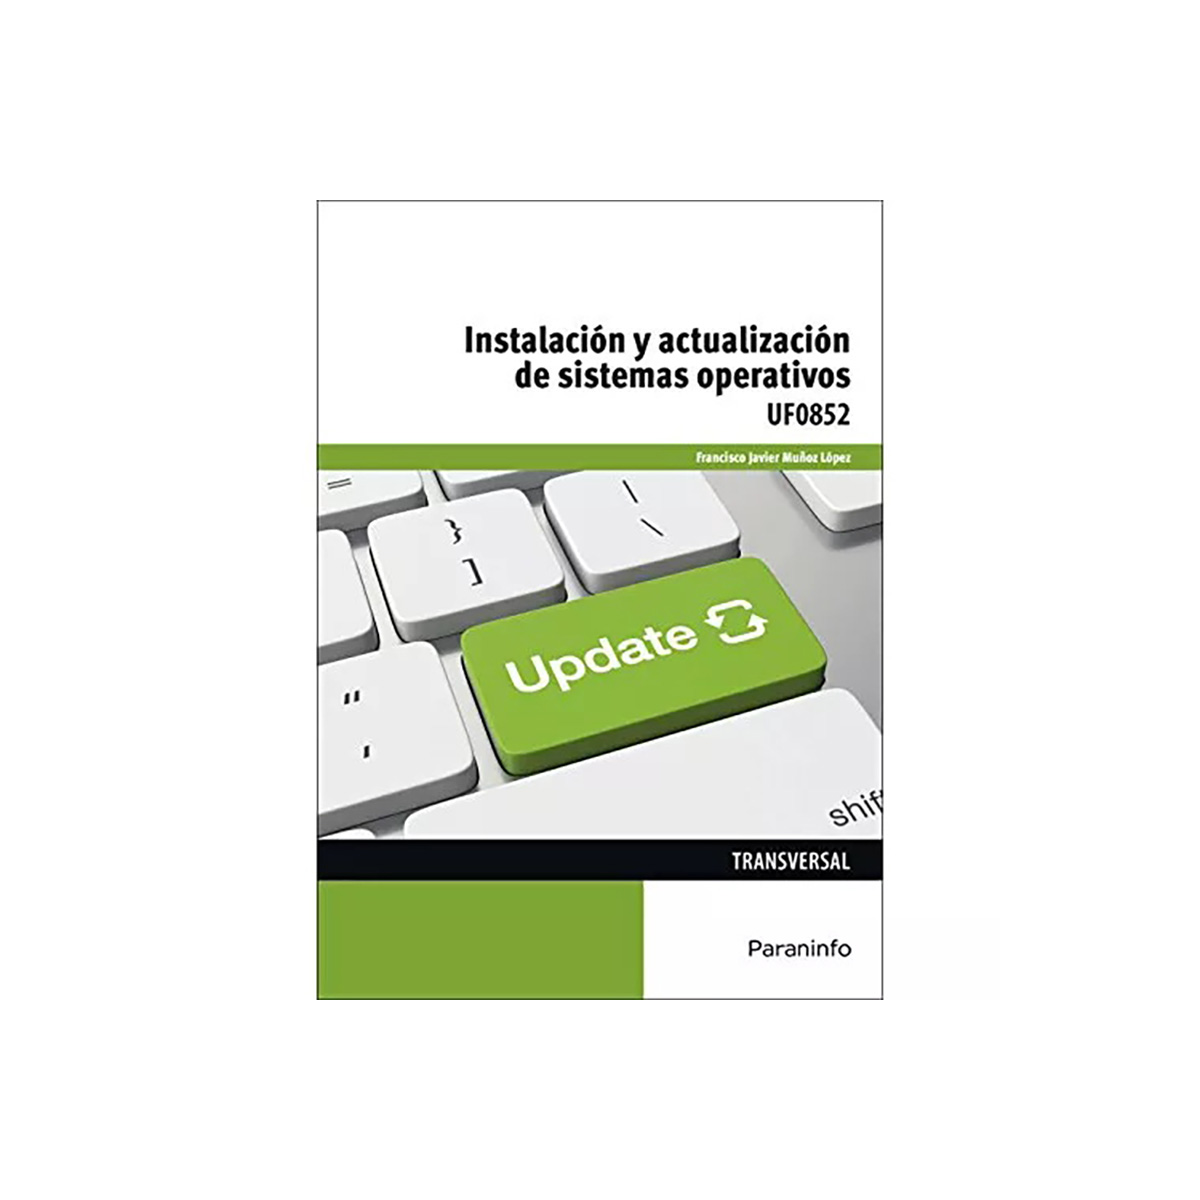 Instalación y actualización
de sistemas operativos
UF0852
Francisco Javier Muñoz López
=
}
]
|
\
Update
"
'
shift
TRANSVERSAL
Paraninfo